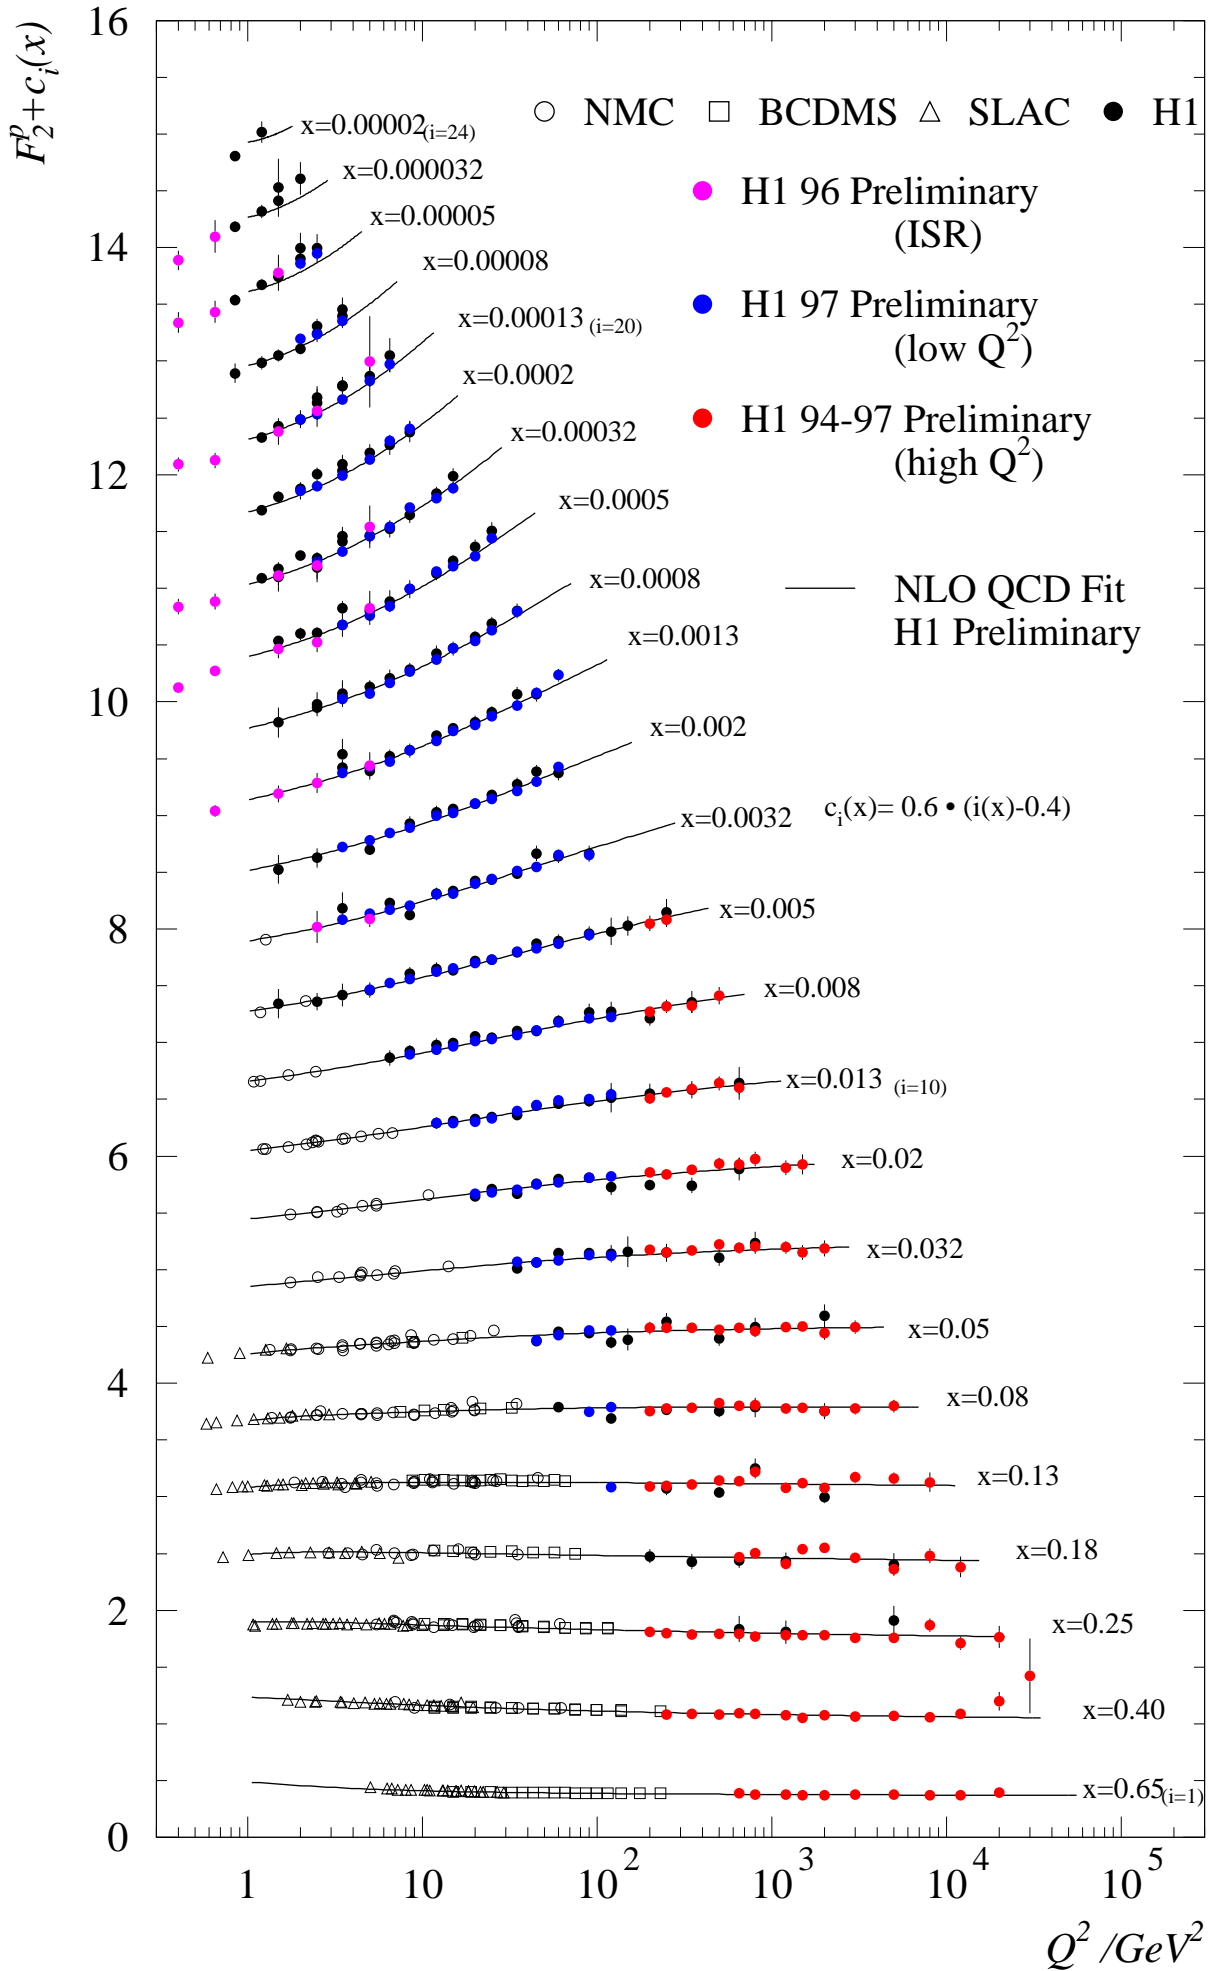 F₂ᵖ+cᵢ(x)
16
14
12
10
8
6
4
2
0
NMC BCDMS SLAC H1
H1 96 Preliminary
(ISR)
H1 97 Preliminary
(low Q²)
H1 94-97 Preliminary
(high Q²)
NLO QCD Fit
H1 Preliminary
cᵢ(x)= 0.6 • (i(x)-0.4)
x=0.00002 (i=24)
x=0.000032
x=0.00005
x=0.00008
x=0.00013 (i=20)
x=0.0002
x=0.00032
x=0.0005
x=0.0008
x=0.0013
x=0.002
x=0.0032
x=0.005
x=0.008
x=0.013 (i=10)
x=0.02
x=0.032
x=0.05
x=0.08
x=0.13
x=0.18
x=0.25
x=0.40
x=0.65 (i=1)
1 10 10² 10³ 10⁴ 10⁵
Q² /GeV²